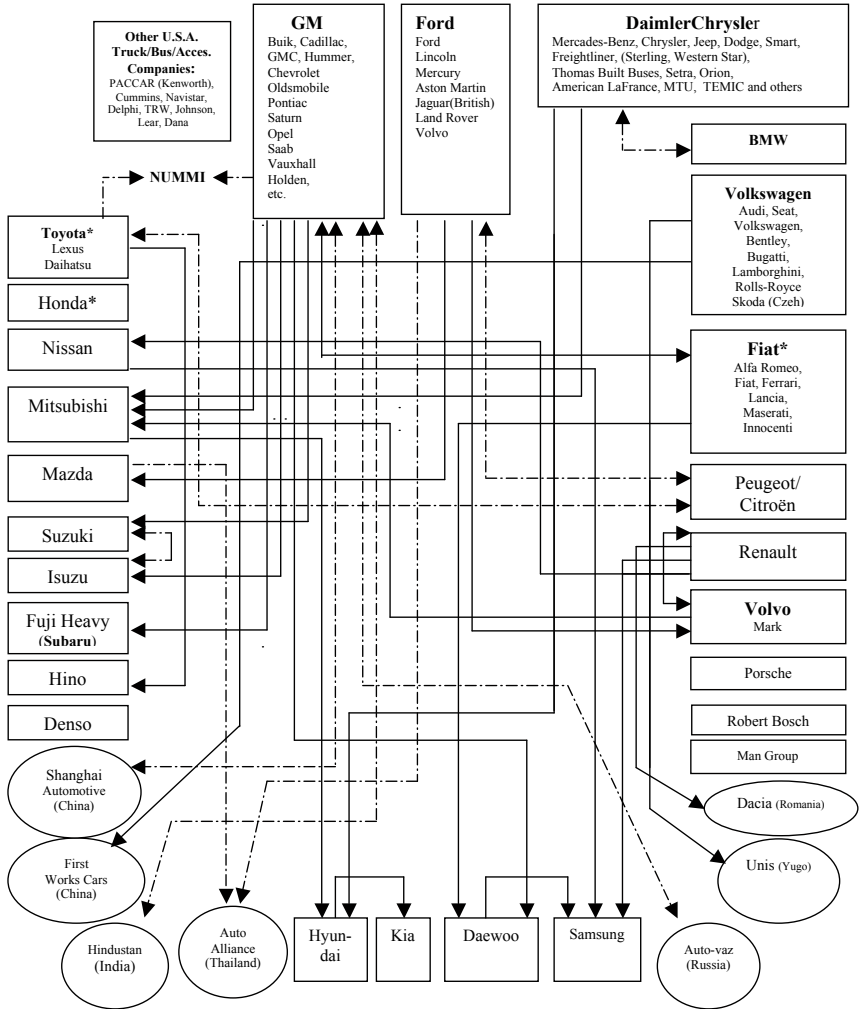 Other U.S.A.
Truck/Bus/Acces.
Companies:
PACCAR (Kenworth),
Cummins, Navistar,
Delphi, TRW, Johnson,
Lear, Dana
GM
Buik, Cadillac,
GMC, Hummer,
Chevrolet
Oldsmobile
Pontiac
Saturn
Opel
Saab
Vauxhall
Holden,
etc.
Ford
Ford
Lincoln
Mercury
Aston Martin
Jaguar(British)
Land Rover
Volvo
DaimlerChrysler
Mercedes-Benz, Chrysler, Jeep, Dodge, Smart,
Freightliner, (Sterling, Western Star),
Thomas Built Buses, Setra, Orion,
American LaFrance, MTU, TEMIC and others
NUMMI
Toyota*
Lexus
Daihatsu
Honda*
Nissan
Mitsubishi
Mazda
Suzuki
Isuzu
Fuji Heavy
(Subaru)
Hino
Denso
BMW
Volkswagen
Audi, Seat,
Volkswagen,
Bentley,
Bugatti,
Lamborghini,
Rolls-Royce
Skoda (Czeh)
Fiat*
Alfa Romeo,
Fiat, Ferrari,
Lancia,
Maserati,
Innocenti
Peugeot/
Citroën
Renault
Volvo
Mark
Porsche
Robert Bosch
Man Group
Shanghai
Automotive
(China)
First
Works Cars
(China)
Hindustan
(India)
Auto
Alliance
(Thailand)
Hyun-
dai
Kia
Daewoo
Samsung
Auto-vaz
(Russia)
Dacia (Romania)
Unis (Yugo)